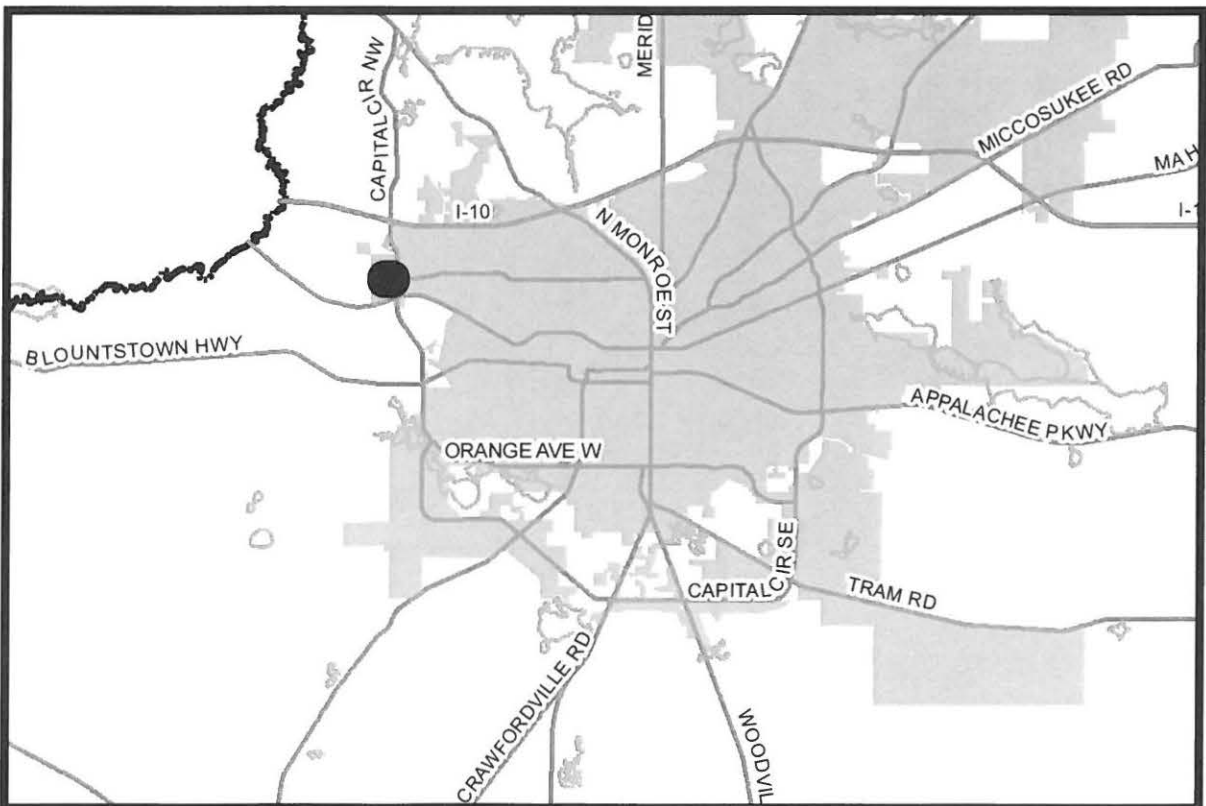 CAPITAL CIR NW
MERID
MICCOSUKEE RD
MAH
I-10
I-1
N MONROE ST
BLOUNTSTOWN HWY
APPALACHEE PKWY
ORANGE AVE W
CAPITAL CIR SE
TRAM RD
CRAWFORDVILLE RD
WOODVIL